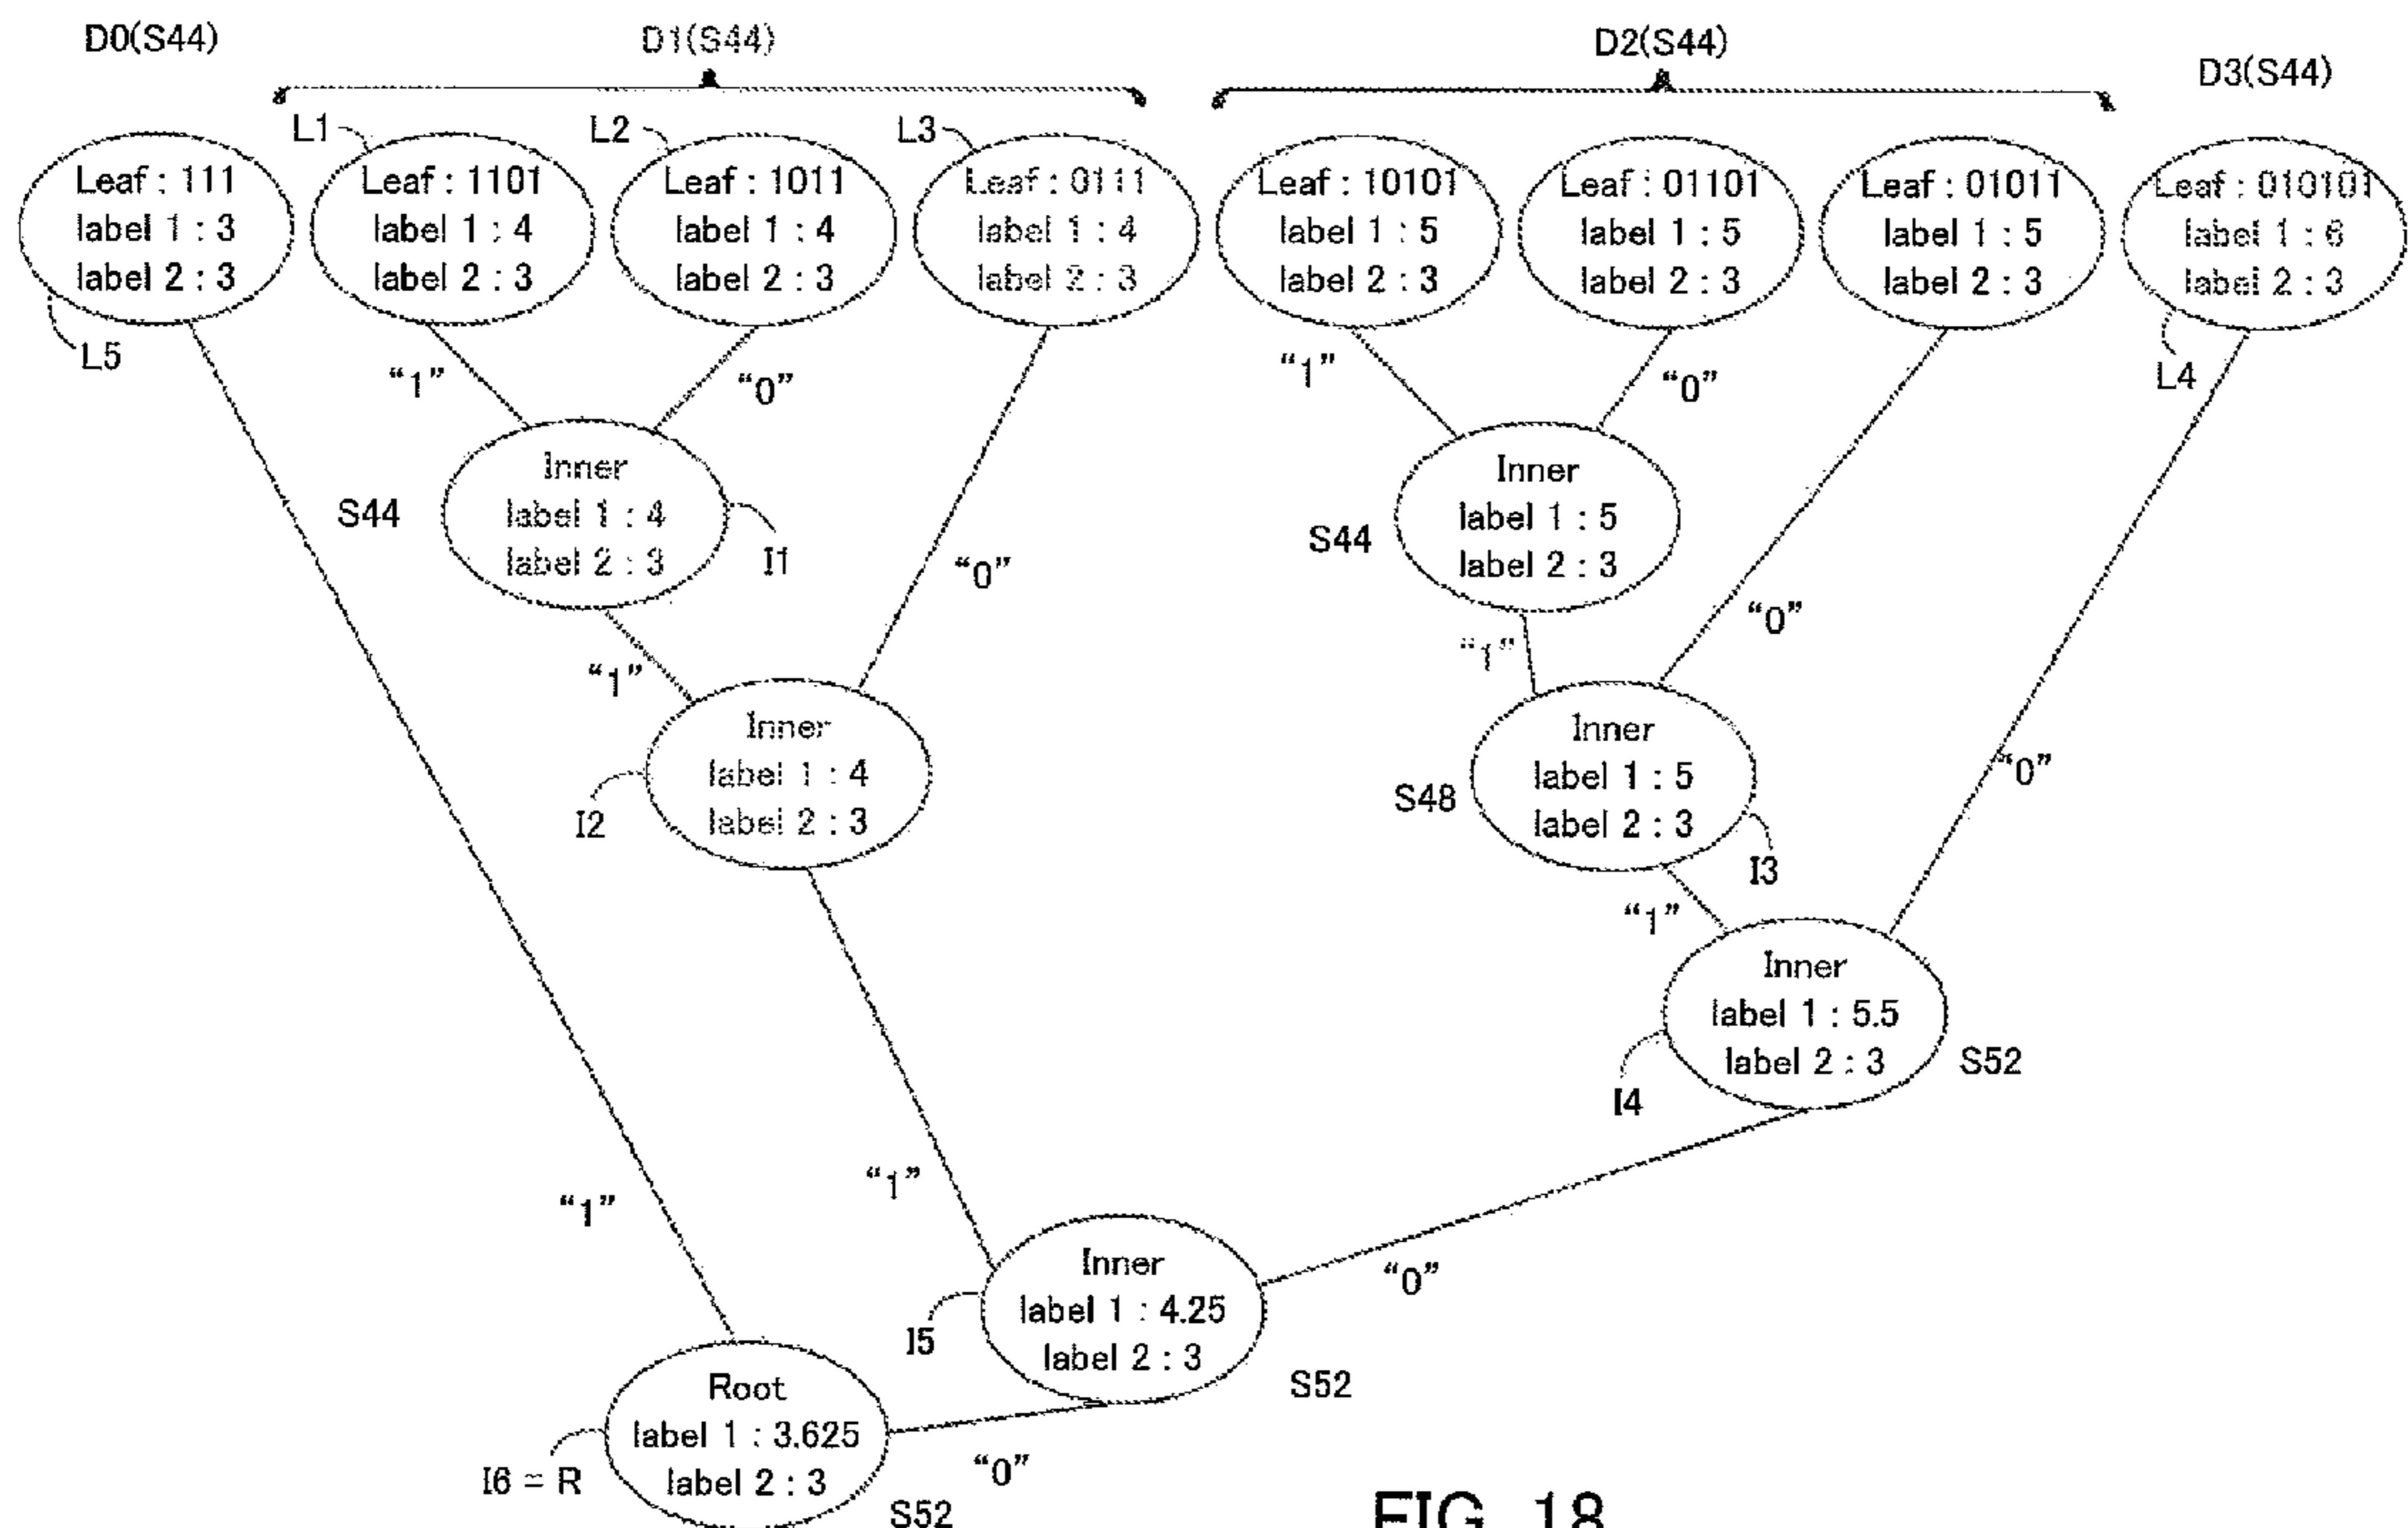 D0(S44)
D1(S44)
D2(S44)
D3(S44)
L1
L2
L3
Leaf : 111
label 1 : 3
label 2 : 3
Leaf : 1101
label 1 : 4
label 2 : 3
Leaf : 1011
label 1 : 4
label 2 : 3
Leaf : 0111
label 1 : 4
label 2 : 3
Leaf : 10101
label 1 : 5
label 2 : 3
Leaf : 01101
label 1 : 5
label 2 : 3
Leaf : 01011
label 1 : 5
label 2 : 3
Leaf : 010101
label 1 : 6
label 2 : 3
L5
“1”
“0”
“1”
“0”
L4
S44
Inner
label 1 : 4
label 2 : 3
I1
“0”
S44
Inner
label 1 : 5
label 2 : 3
“0”
“1”
“1”
“0”
I2
Inner
label 1 : 4
label 2 : 3
S48
Inner
label 1 : 5
label 2 : 3
I3
“1”
Inner
label 1 : 5.5
label 2 : 3
I4
S52
“1”
“1”
“0”
I5
Inner
label 1 : 4.25
label 2 : 3
S52
I6 = R
Root
label 1 : 3.625
label 2 : 3
“0”
S52
FIG. 18